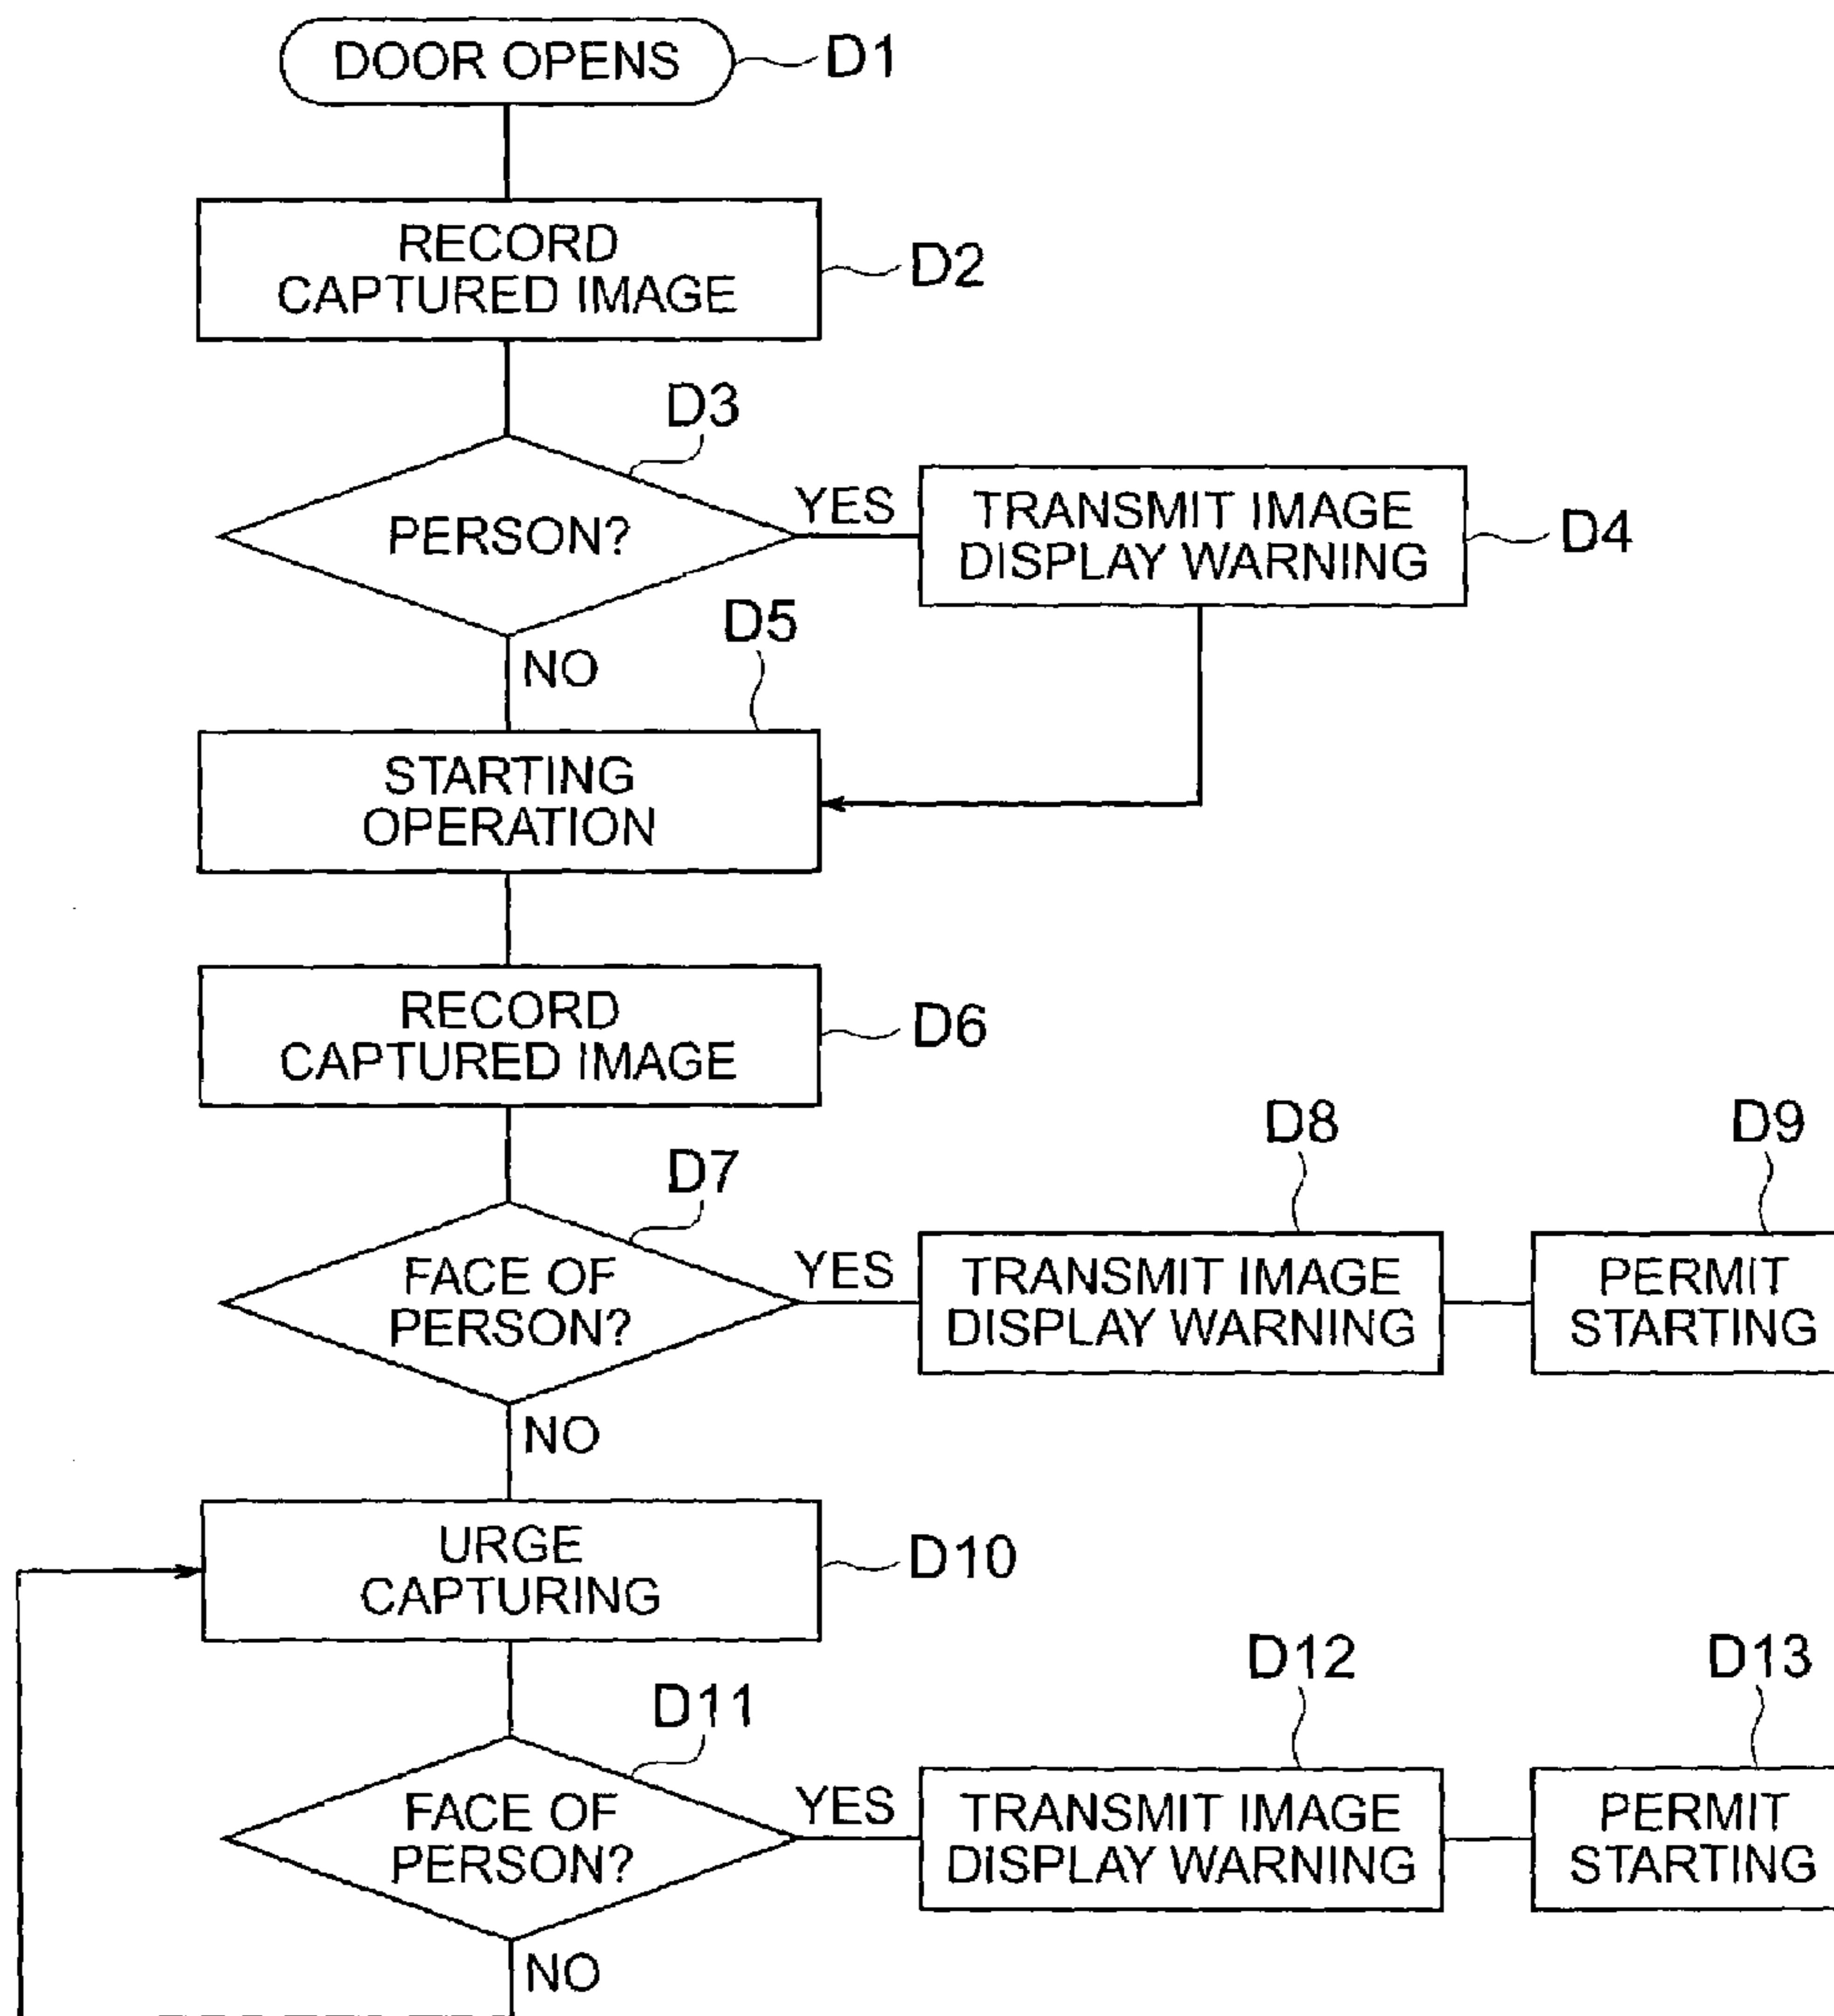 DOOR OPENS
D1
RECORD
CAPTURED IMAGE
D2
D3
PERSON?
YES
TRANSMIT IMAGE
DISPLAY WARNING
D4
NO
D5
STARTING
OPERATION
RECORD
CAPTURED IMAGE
D6
D7
FACE OF
PERSON?
YES
D8
TRANSMIT IMAGE
DISPLAY WARNING
D9
PERMIT
STARTING
NO
URGE
CAPTURING
D10
D11
FACE OF
PERSON?
YES
D12
TRANSMIT IMAGE
DISPLAY WARNING
D13
PERMIT
STARTING
NO